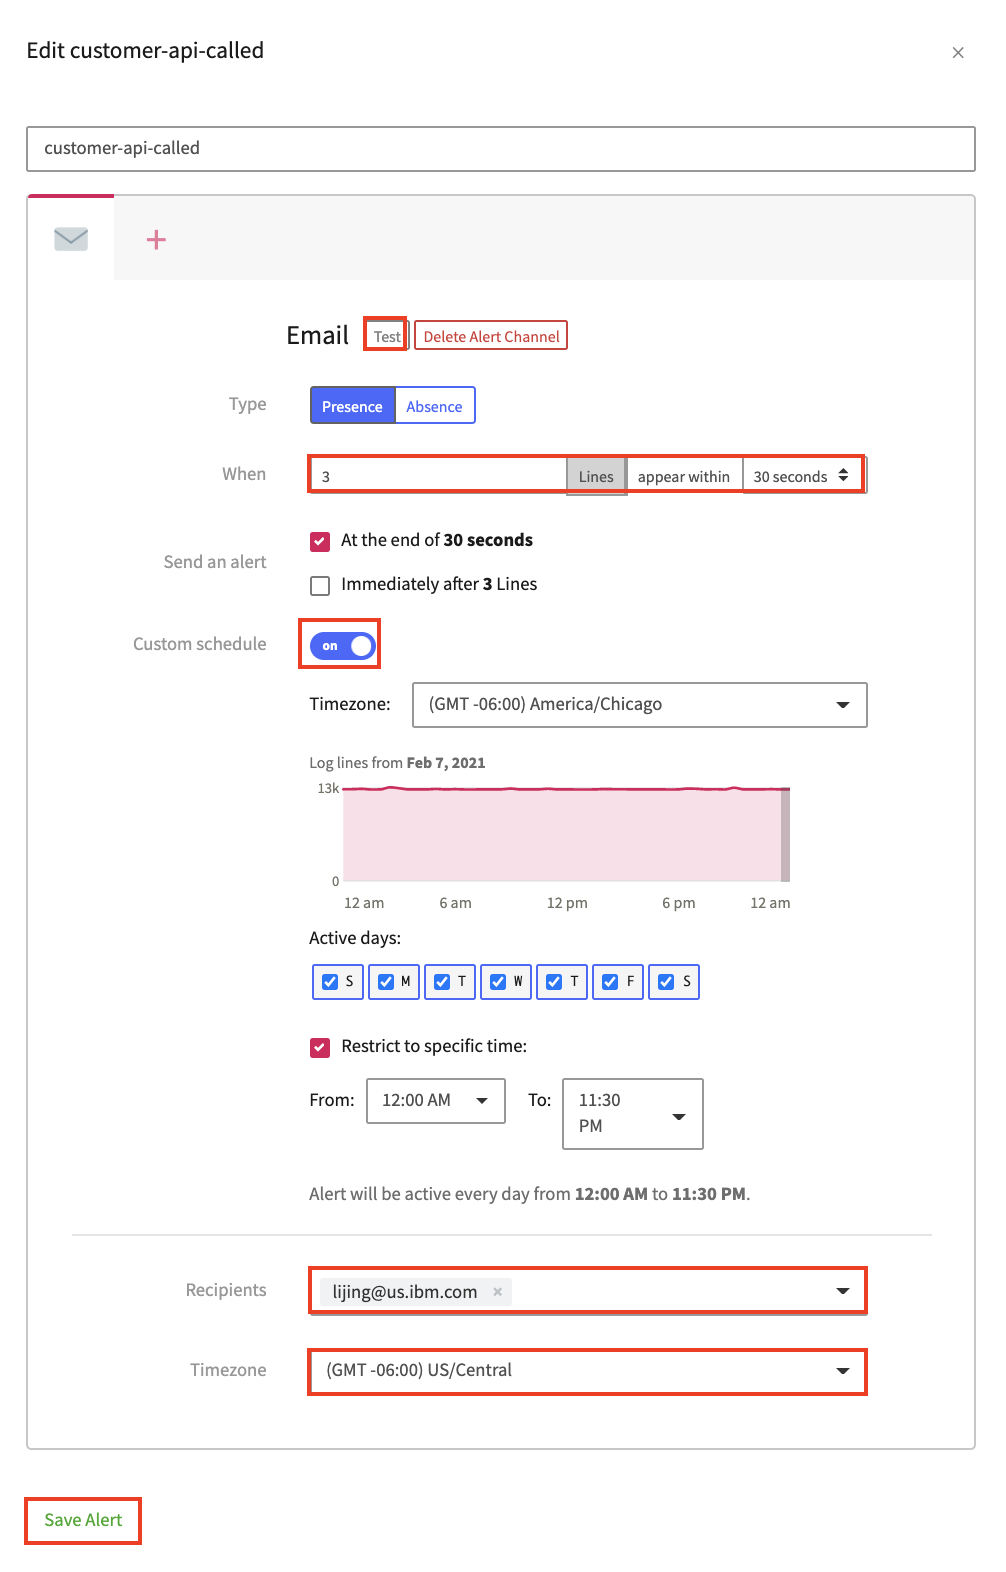 Edit customer-api-called
×
customer-api-called
+
Email Test Delete Alert Channel
Type Presence Absence
When 3 Lines appear within 30 seconds
At the end of 30 seconds
Send an alert
Immediately after 3 Lines
Custom schedule on
Timezone: (GMT -06:00) America/Chicago
Log lines from Feb 7, 2021
13k
0
12 am 6 am 12 pm 6 pm 12 am
Active days:
S M T W T F S
Restrict to specific time:
From: 12:00 AM To: 11:30
PM
Alert will be active every day from 12:00 AM to 11:30 PM.
Recipients lijing@us.ibm.com ×
Timezone (GMT -06:00) US/Central
Save Alert